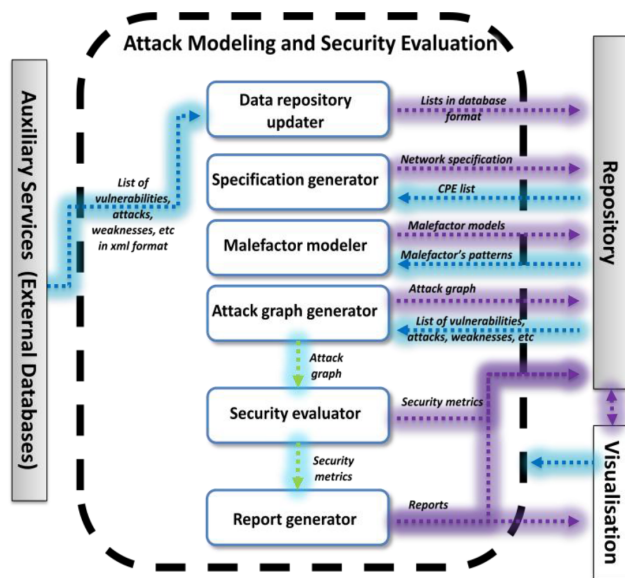 Attack Modeling and Security Evaluation
Auxiliary Services (External Databases)
List of
vulnerabilities,
attacks,
weaknesses, etc
in xml format
Data repository
updater
Lists in database
format
Specification generator
Network specification
CPE list
Malefactor modeler
Malefactor models
Malefactor's patterns
Attack graph generator
Attack graph
List of vulnerabilities,
attacks, weaknesses, etc
Attack
graph
Security evaluator
Security metrics
Security
metrics
Report generator
Reports
Repository
Visualisation